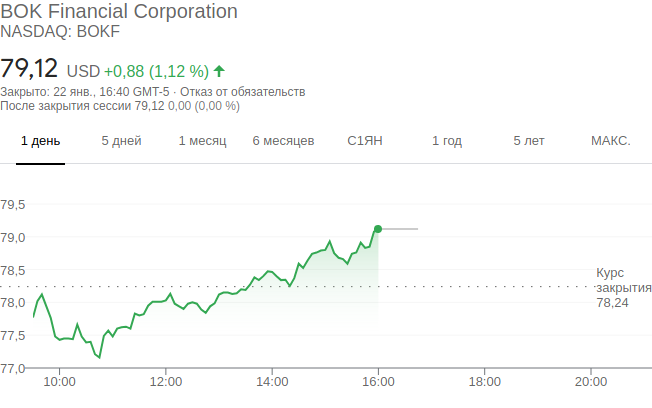 BOK Financial Corporation
NASDAQ: BOKF
79,12 USD +0,88 (1,12 %)
Закрыто: 22 янв., 16:40 GMT-5 · Отказ от обязательств
После закрытия сессии 79,12 0,00 (0,00 %)
1 день 5 дней 1 месяц 6 месяцев С1ЯН 1 год 5 лет МАКС.
79,5
79,0
78,5
Курс
закрытия
78,24
78,0
77,5
77,0
10:00 12:00 14:00 16:00 18:00 20:00